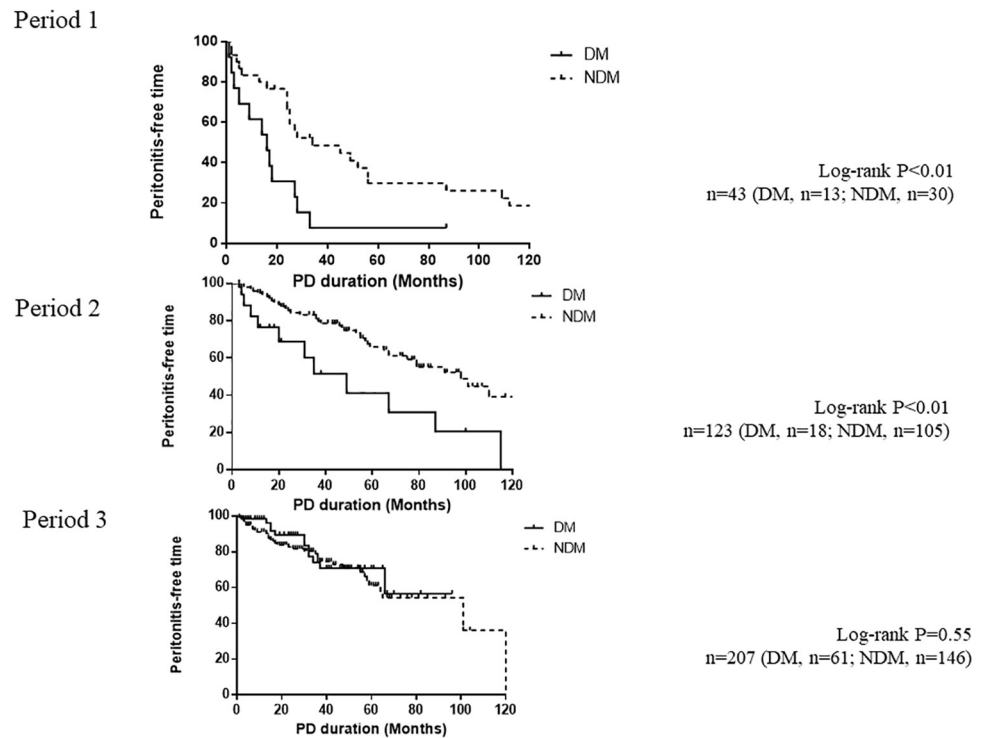 Period 1
100
80
60
40
20
0
Peritonitis-free time
0 20 40 60 80 100 120
PD duration (Months)
DM
NDM
Log-rank P<0.01
n=43 (DM, n=13; NDM, n=30)
Period 2
100
80
60
40
20
0
Peritonitis-free time
0 20 40 60 80 100 120
PD duration (Months)
DM
NDM
Log-rank P<0.01
n=123 (DM, n=18; NDM, n=105)
Period 3
100
80
60
40
20
0
Peritonitis-free time
0 20 40 60 80 100 120
PD duration (Months)
DM
NDM
Log-rank P=0.55
n=207 (DM, n=61; NDM, n=146)